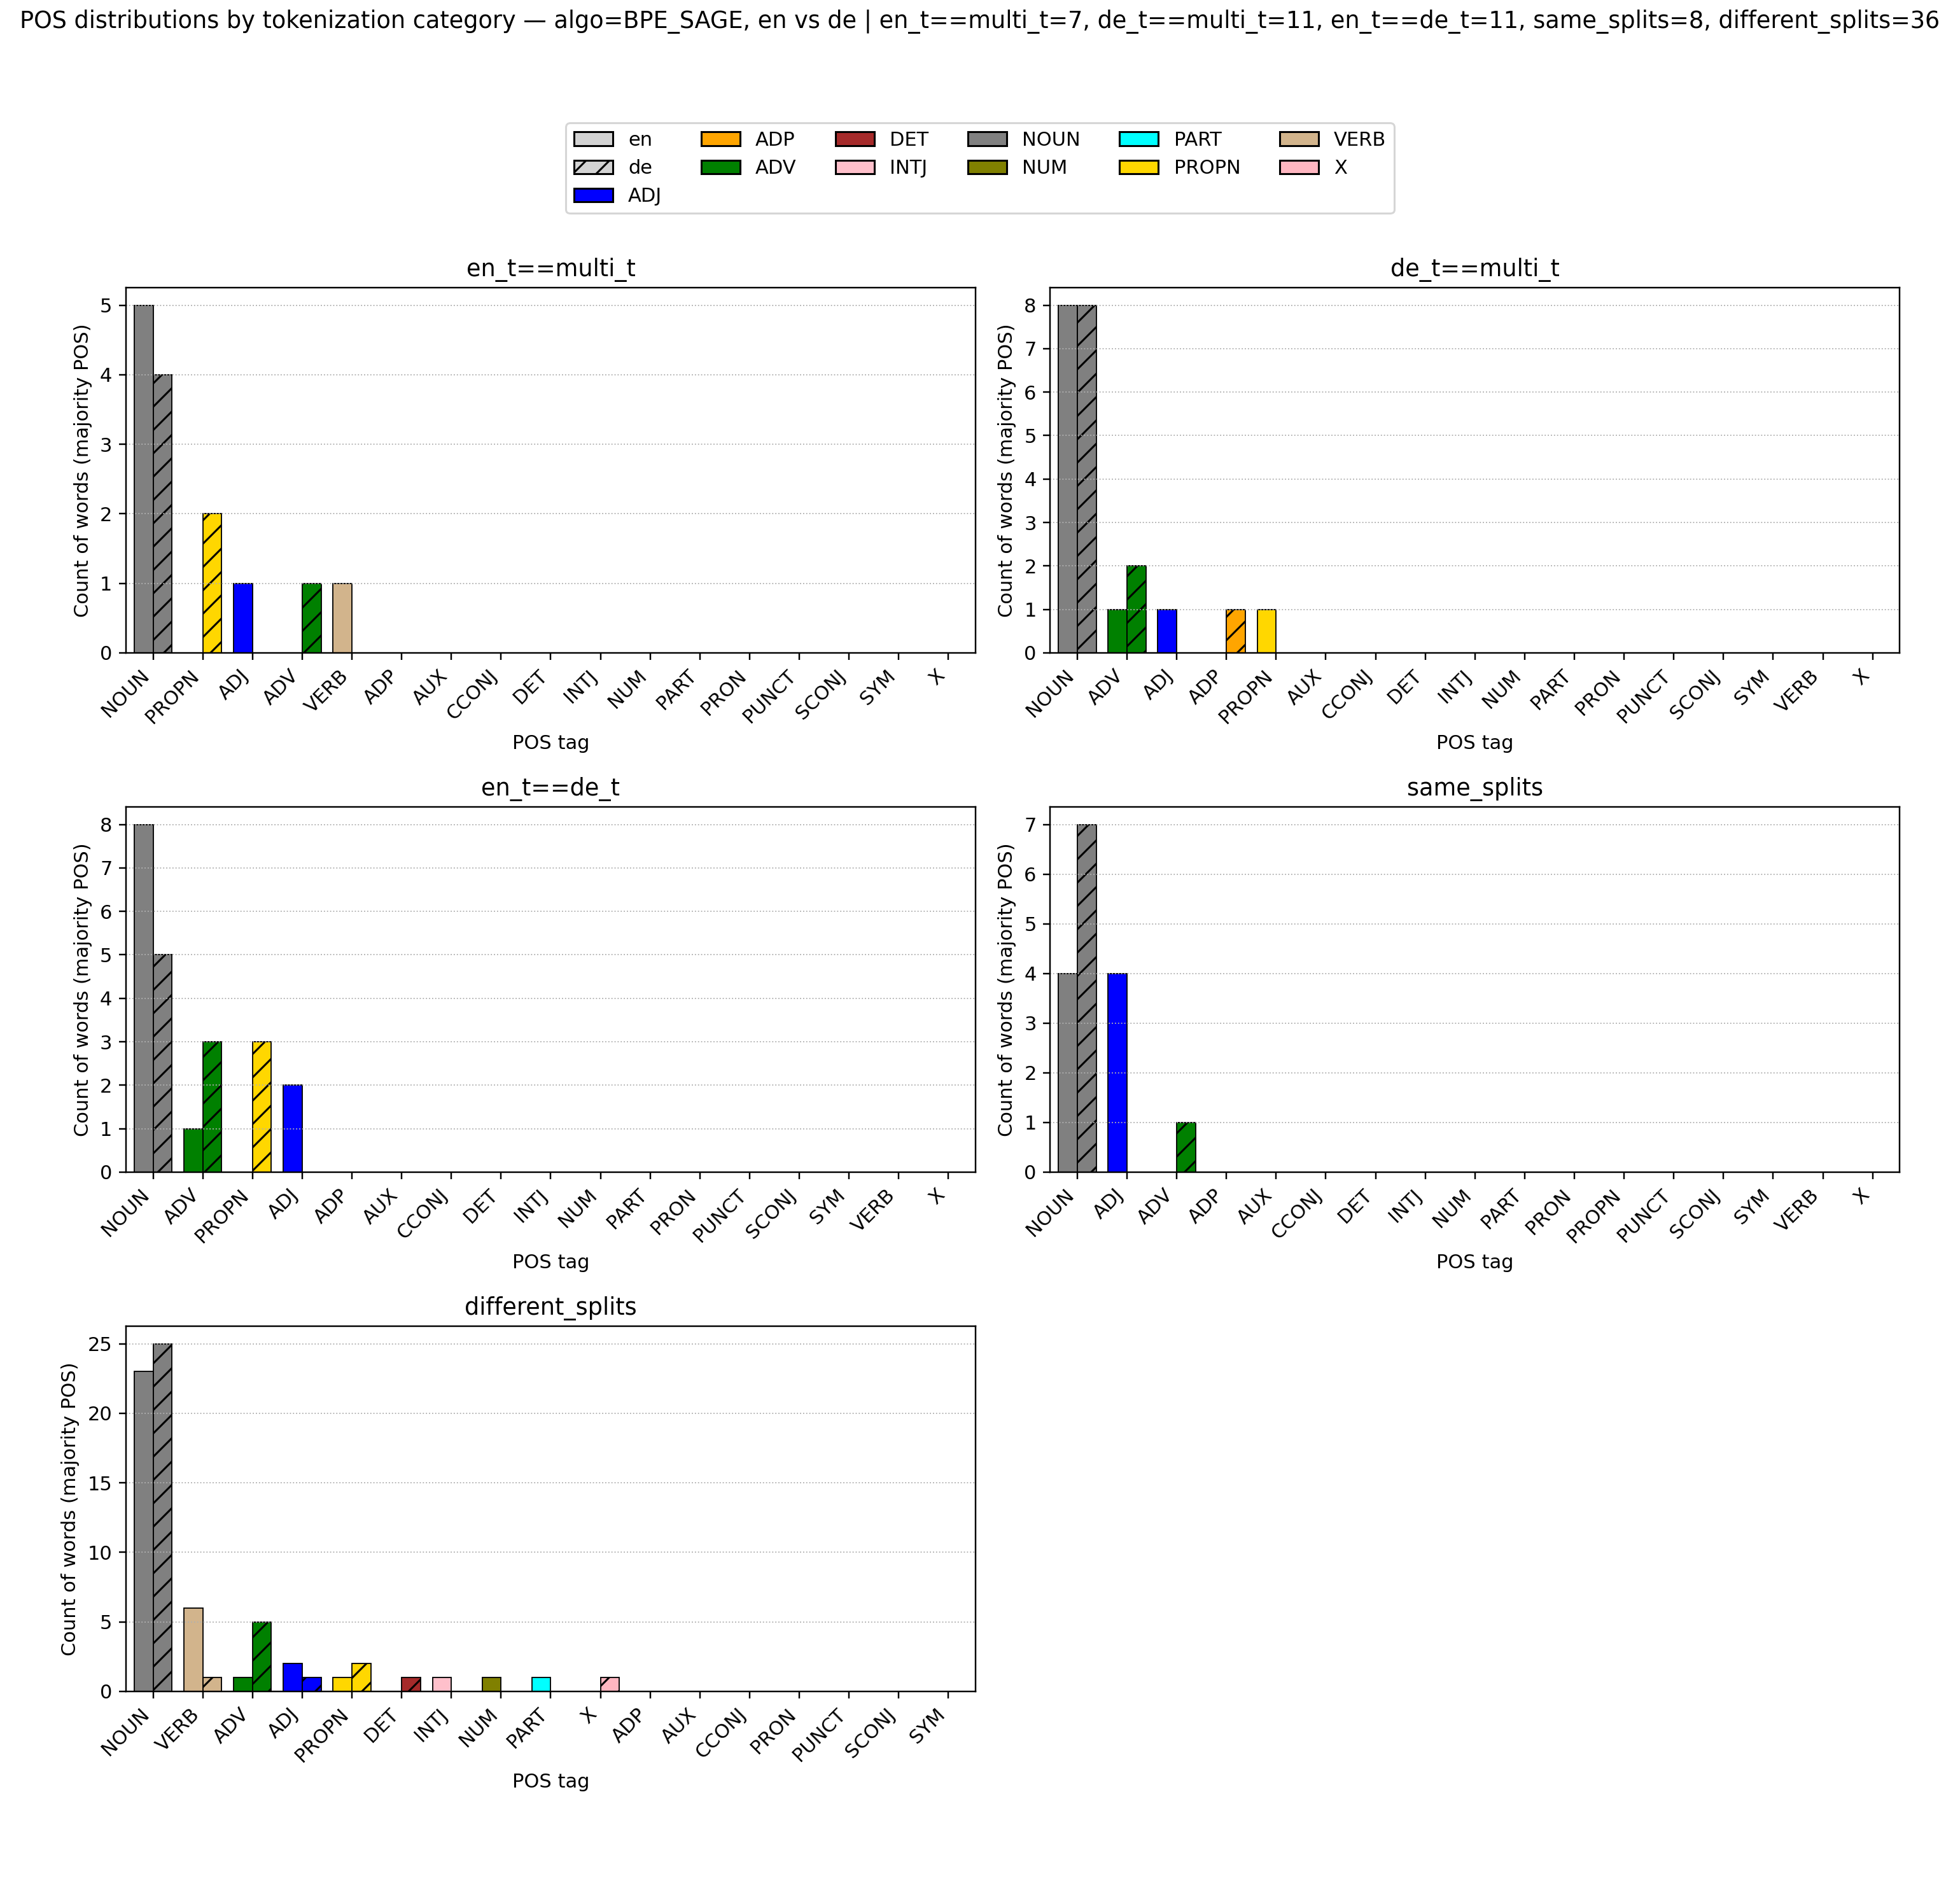 POS distributions by tokenization category — algo=BPE_SAGE, en vs de | en_t==multi_t=7, de_t==multi_t=11, en_t==de_t=11, same_splits=8, different_splits=36
en ADP DET NOUN PART VERB
de ADV INTJ NUM PROPN X
ADJ
en_t==multi_t
Count of words (majority POS)
5
4
3
2
1
0
NOUN PROPN ADJ ADV VERB ADP AUX CCONJ DET INTJ NUM PART PRON PUNCT SCONJ SYM X
POS tag
de_t==multi_t
Count of words (majority POS)
8
7
6
5
4
3
2
1
0
NOUN ADV ADJ ADP PROPN AUX CCONJ DET INTJ NUM PART PRON PUNCT SCONJ SYM VERB X
POS tag
en_t==de_t
Count of words (majority POS)
8
7
6
5
4
3
2
1
0
NOUN ADV PROPN ADJ ADP AUX CCONJ DET INTJ NUM PART PRON PUNCT SCONJ SYM VERB X
POS tag
same_splits
Count of words (majority POS)
7
6
5
4
3
2
1
0
NOUN ADJ ADV ADP AUX CCONJ DET INTJ NUM PART PRON PROPN PUNCT SCONJ SYM VERB X
POS tag
different_splits
Count of words (majority POS)
25
20
15
10
5
0
NOUN VERB ADV ADJ PROPN DET INTJ NUM PART X ADP AUX CCONJ PRON PUNCT SCONJ SYM
POS tag